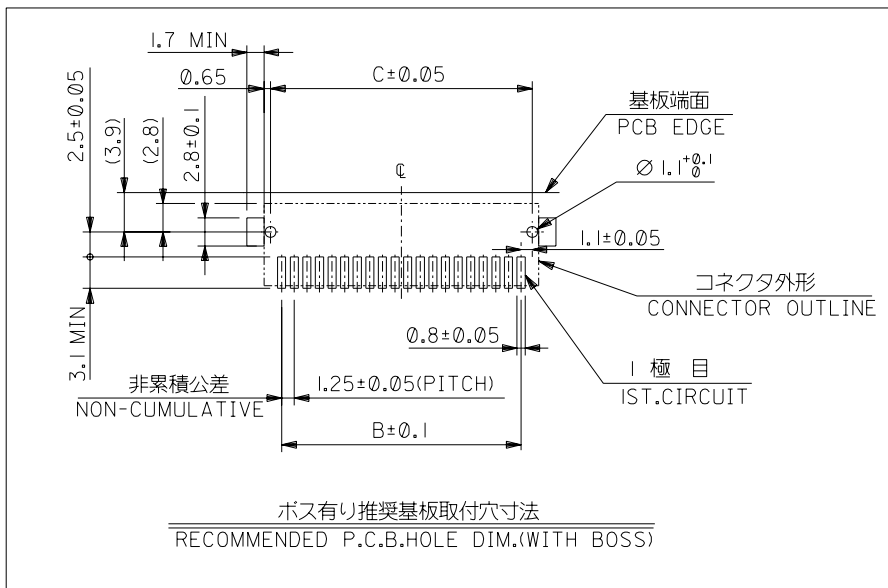 1.7 MIN
0.65
C±0.05
2.5±0.05
(3.9)
(2.8)
2.8±0.1
℄
基板端面
PCB EDGE
Ø 1.1 +0.1 0
1.1±0.05
コネクタ外形
CONNECTOR OUTLINE
3.1 MIN
0.8±0.05
1 極 目
1ST.CIRCUIT
非累積公差
NON-CUMULATIVE
1.25±0.05(PITCH)
B±0.1
ボス有り推奨基板取付穴寸法
RECOMMENDED P.C.B.HOLE DIM.(WITH BOSS)